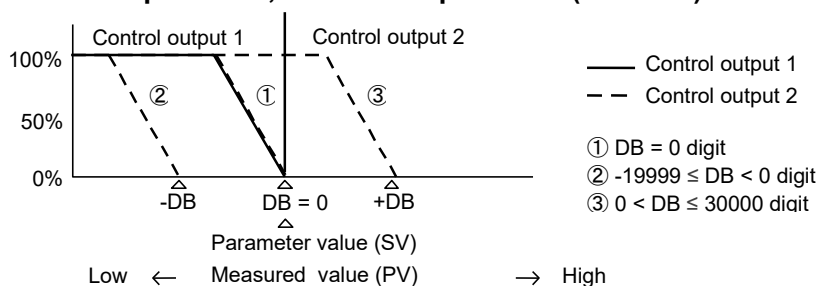 Control output 1
Control output 2
100%
50%
0%
②
①
③
-DB
DB = 0
+DB
Parameter value (SV)
Low ← Measured value (PV) → High
Control output 1
Control output 2
① DB = 0 digit
② -19999 ≤ DB < 0 digit
③ 0 < DB ≤ 30000 digit